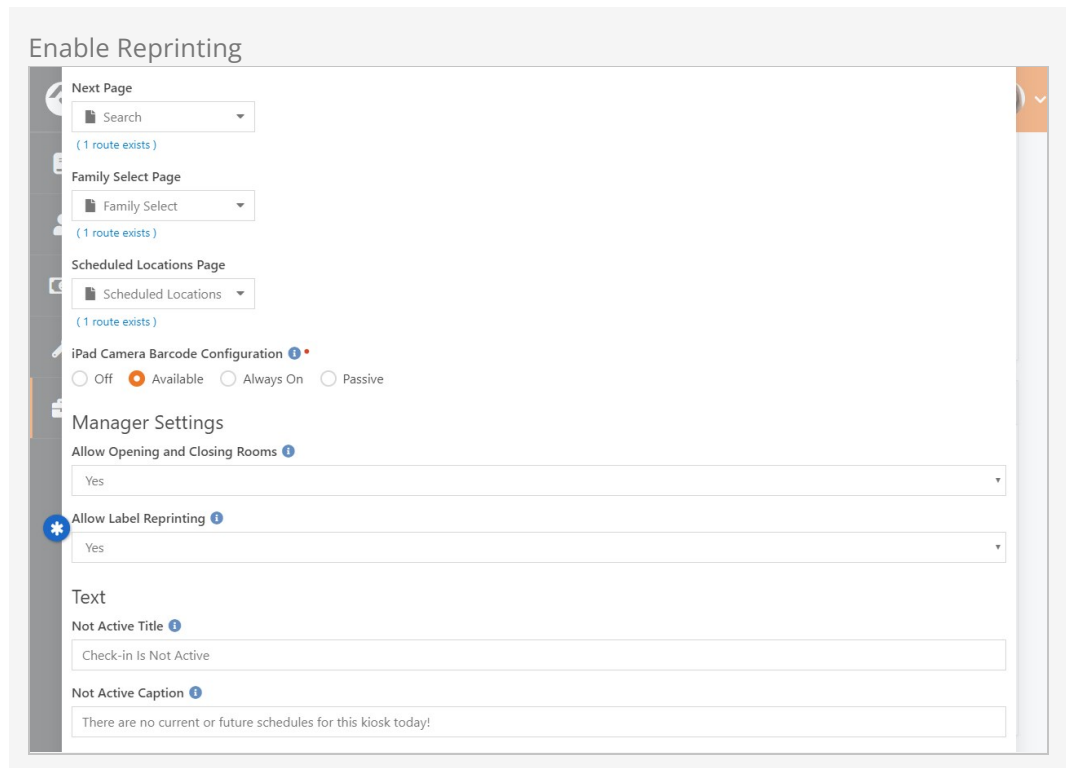 Enable Reprinting
Next Page
Search
( 1 route exists )
Family Select Page
Family Select
( 1 route exists )
Scheduled Locations Page
Scheduled Locations
( 1 route exists )
iPad Camera Barcode Configuration
Off Available Always On Passive
Manager Settings
Allow Opening and Closing Rooms
Yes
Allow Label Reprinting
Yes
Text
Not Active Title
Check-in Is Not Active
Not Active Caption
There are no current or future schedules for this kiosk today!